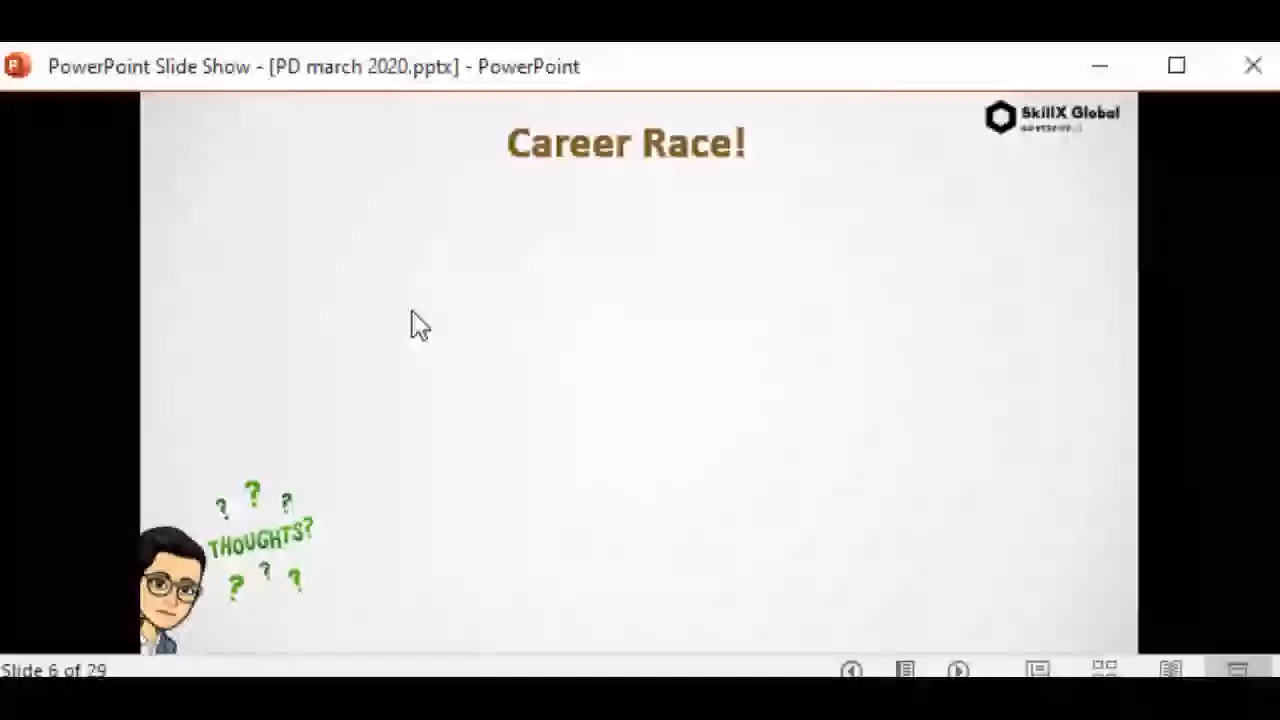 PowerPoint Slide Show - [PD march 2020.pptx] - PowerPoint
SkillX Global
Career Race!
? ? ?
THOUGHTS?
? ? ?
Slide 6 of 29